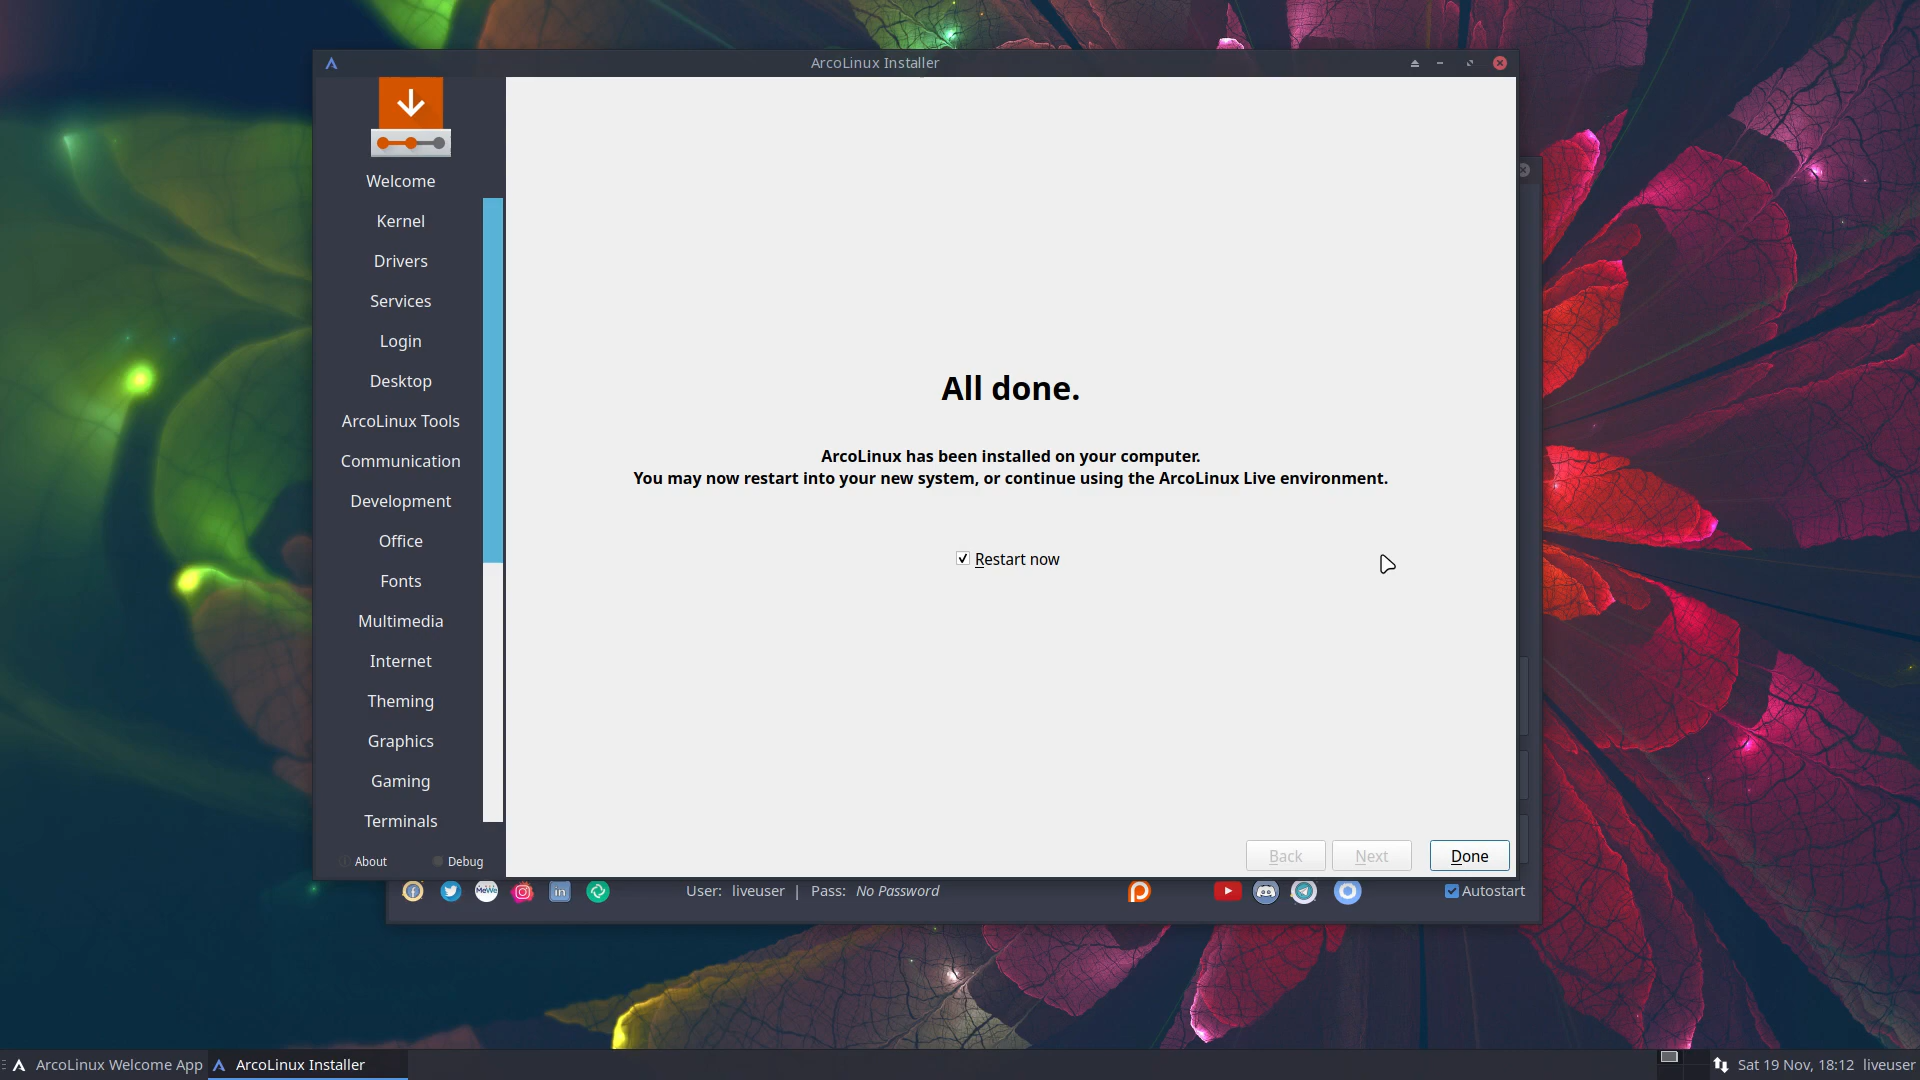 ArcoLinux Installer
Welcome
Kernel
Drivers
Services
Login
Desktop
ArcoLinux Tools
Communication
Development
Office
Fonts
Multimedia
Internet
Theming
Graphics
Gaming
Terminals
About
Debug
All done.
ArcoLinux has been installed on your computer.
You may now restart into your new system, or continue using the ArcoLinux Live environment.
Restart now
Back
Next
Done
MeWe
in
User: liveuser | Pass: No Password
Autostart
ArcoLinux Welcome App
ArcoLinux Installer
Sat 19 Nov, 18:12
liveuser